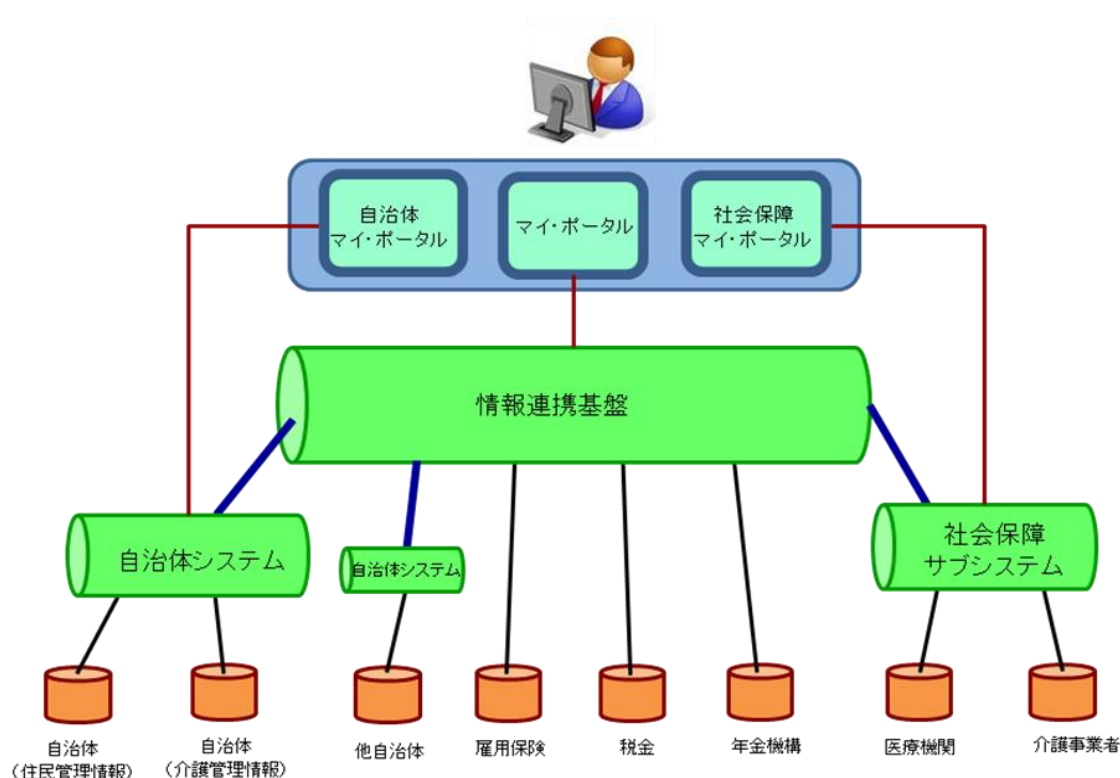 自治体
マイ・ポータル
マイ・ポータル
社会保障
マイ・ポータル
情報連携基盤
自治体システム
自治体システム
社会保障
サブシステム
自治体
（住民管理情報）
自治体
（介護管理情報）
他自治体
雇用保険
税金
年金機構
医療機関
介護事業者